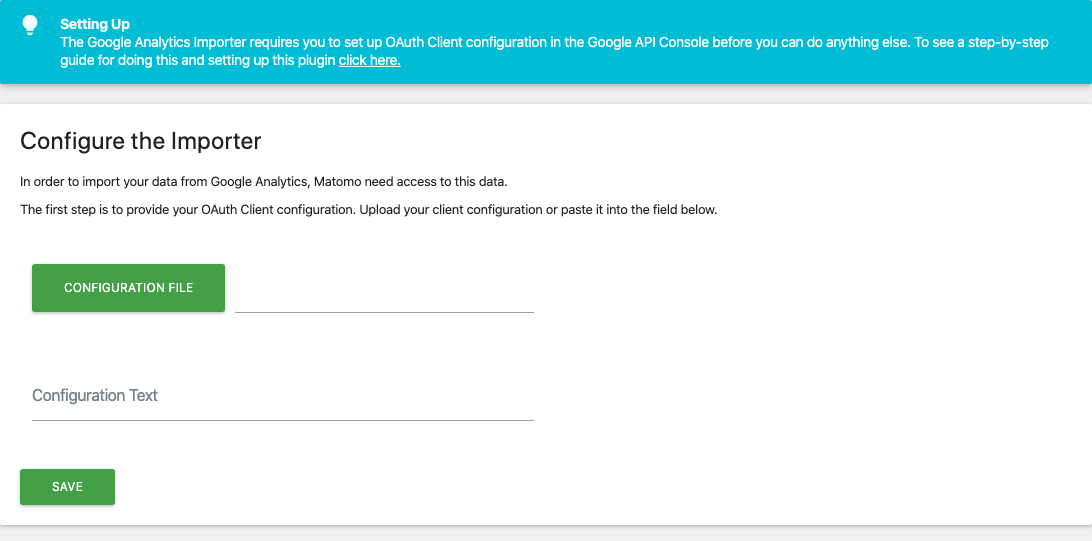 Setting Up
The Google Analytics Importer requires you to set up OAuth Client configuration in the Google API Console before you can do anything else. To see a step-by-step
guide for doing this and setting up this plugin click here.
Configure the Importer
In order to import your data from Google Analytics, Matomo need access to this data.
The first step is to provide your OAuth Client configuration. Upload your client configuration or paste it into the field below.
CONFIGURATION FILE
Configuration Text
SAVE